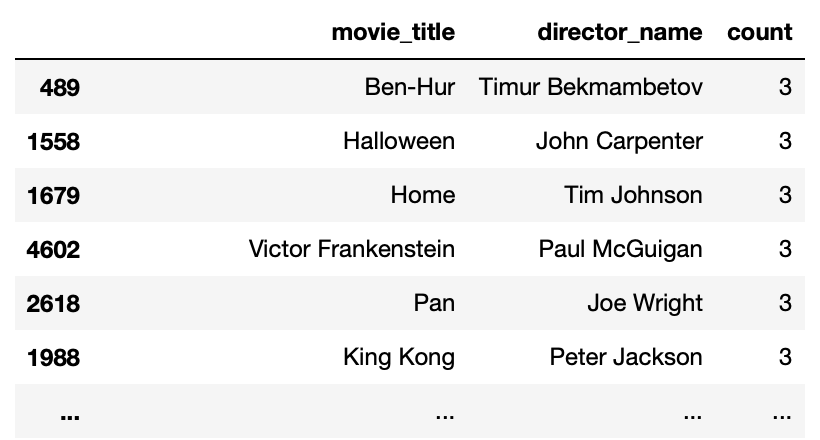 movie_title director_name count
489 Ben-Hur Timur Bekmambetov 3
1558 Halloween John Carpenter 3
1679 Home Tim Johnson 3
4602 Victor Frankenstein Paul McGuigan 3
2618 Pan Joe Wright 3
1988 King Kong Peter Jackson 3
... ... ... ...